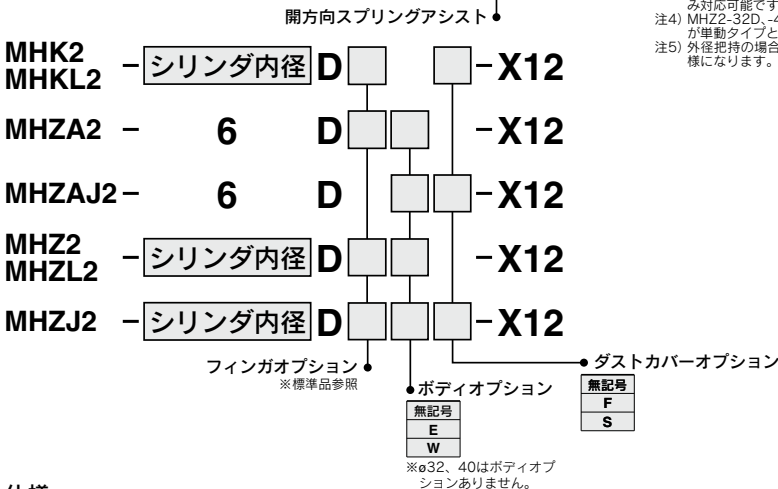 開方向スプリングアシスト
み対応可能です
注4) MHZ2-32D、-4
が単動タイプと
注5) 外径把持の場合
様になります。
MHK2
MHKL2
－シリンダ内径 D －X12
MHZA2 － 6 D －X12
MHZAJ2－ 6 D －X12
MHZ2
MHZL2
－シリンダ内径 D －X12
MHZJ2 －シリンダ内径 D －X12
フィンガオプション
※標準品参照
ボディオプション
無記号
E
W
※ø32、40はボディオプ
ションありません。
ダストカバーオプション
無記号
F
S